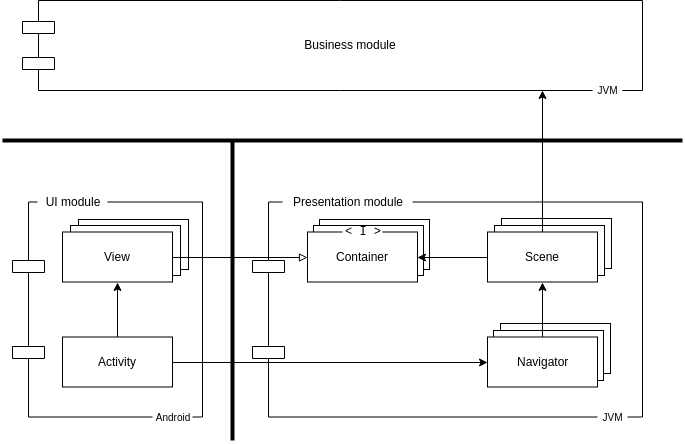 Business module
JVM
UI module
Presentation module
< I >
View
Container
Scene
Activity
Navigator
Android
JVM